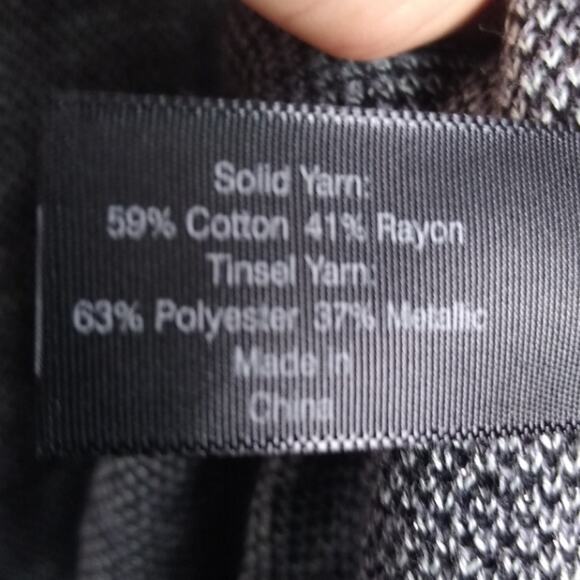 Solid Yarn:
59% Cotton 41% Rayon
Tinsel Yarn:
63% Polyester 37% Metallic
Made in
China